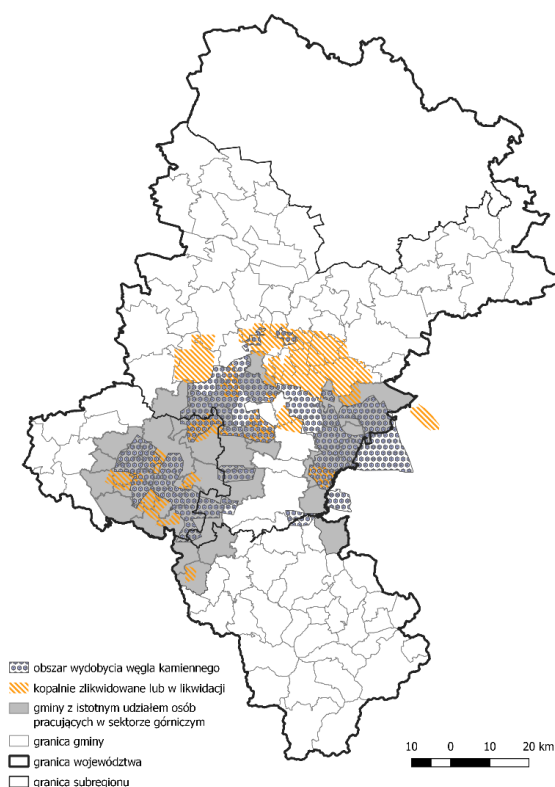 obszar wydobycia węgla kamiennego
kopalnie zlikwidowane lub w likwidacji
gminy z istotnym udziałem osób
pracujących w sektorze górniczym
granica gminy
granica województwa
granica subregionu
10 0 10 20 km